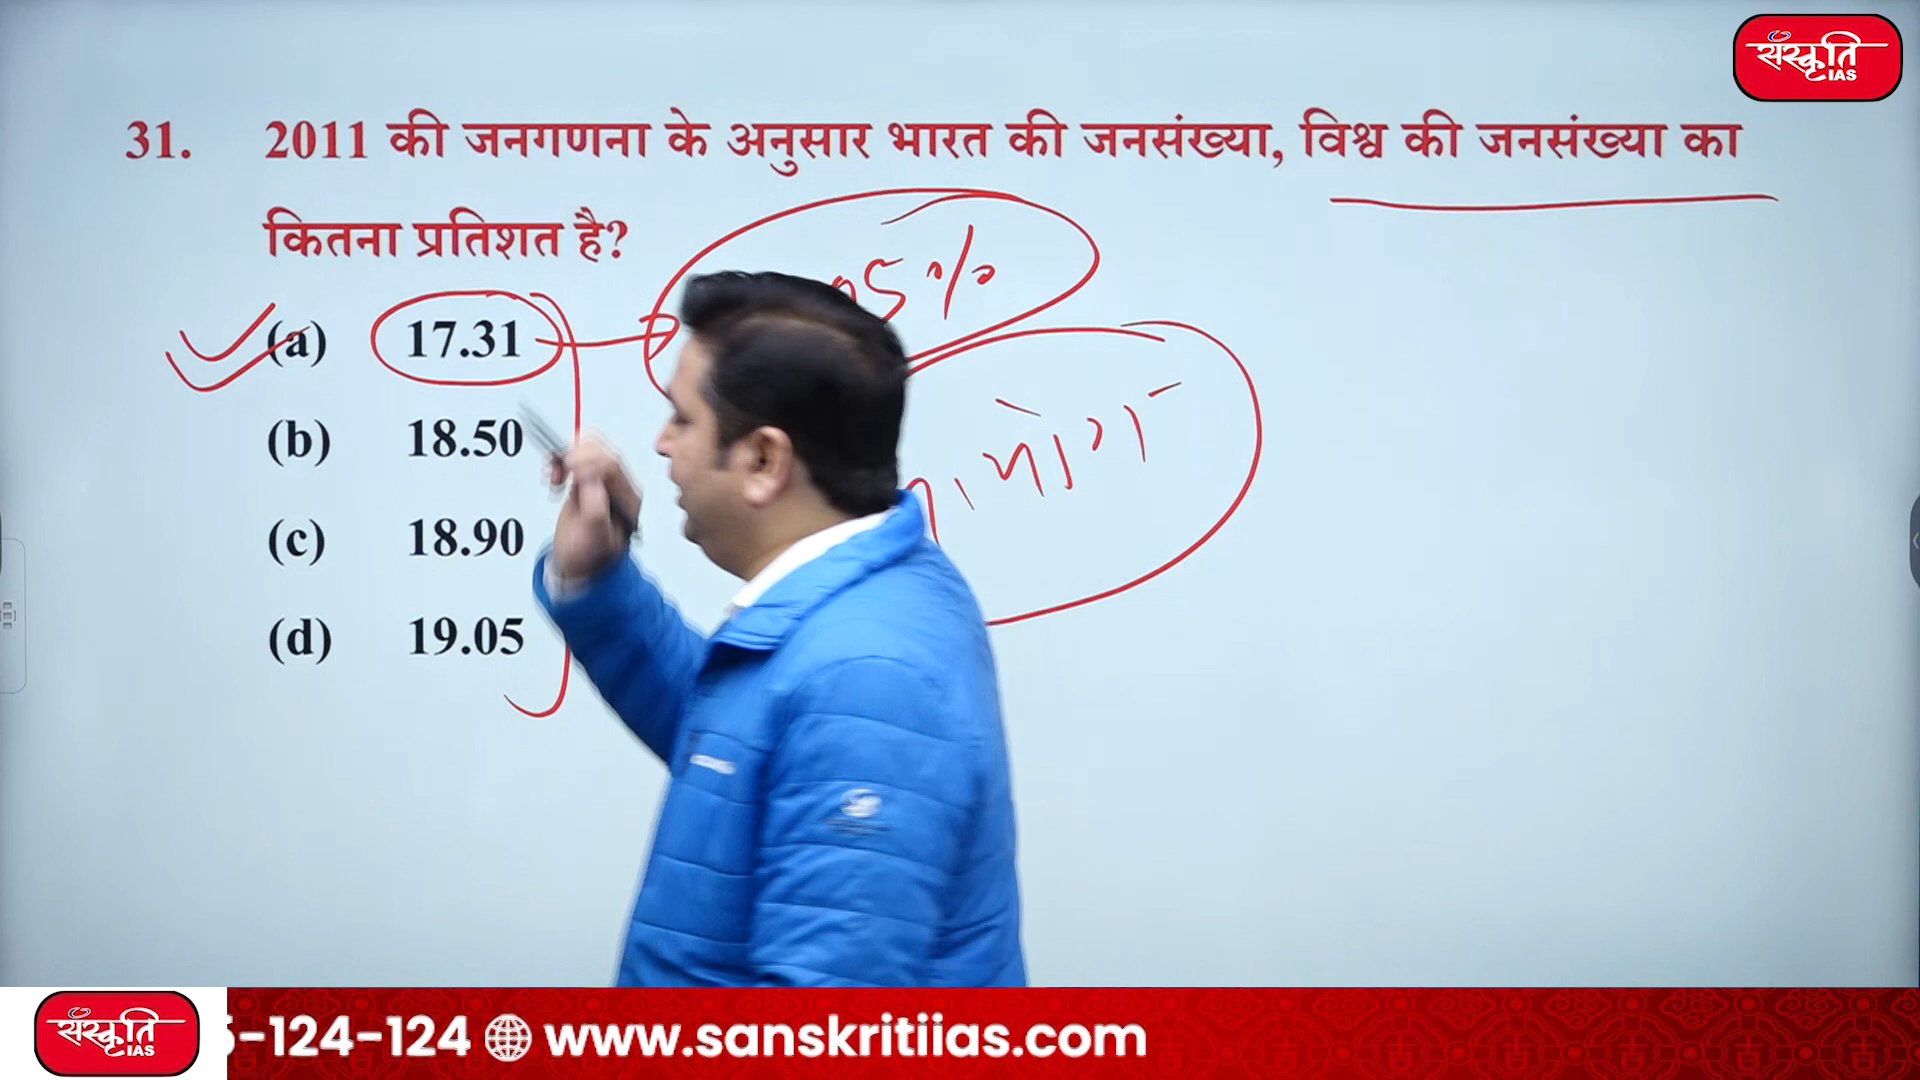 संस्कृति
IAS
31. 2011 की जनगणना के अनुसार भारत की जनसंख्या, विश्व की जनसंख्या का
कितना प्रतिशत है?
(a) 17.31
(b) 18.50
(c) 18.90
(d) 19.05
5%
संस्कृति
IAS
-124-124 www.sanskritiias.com